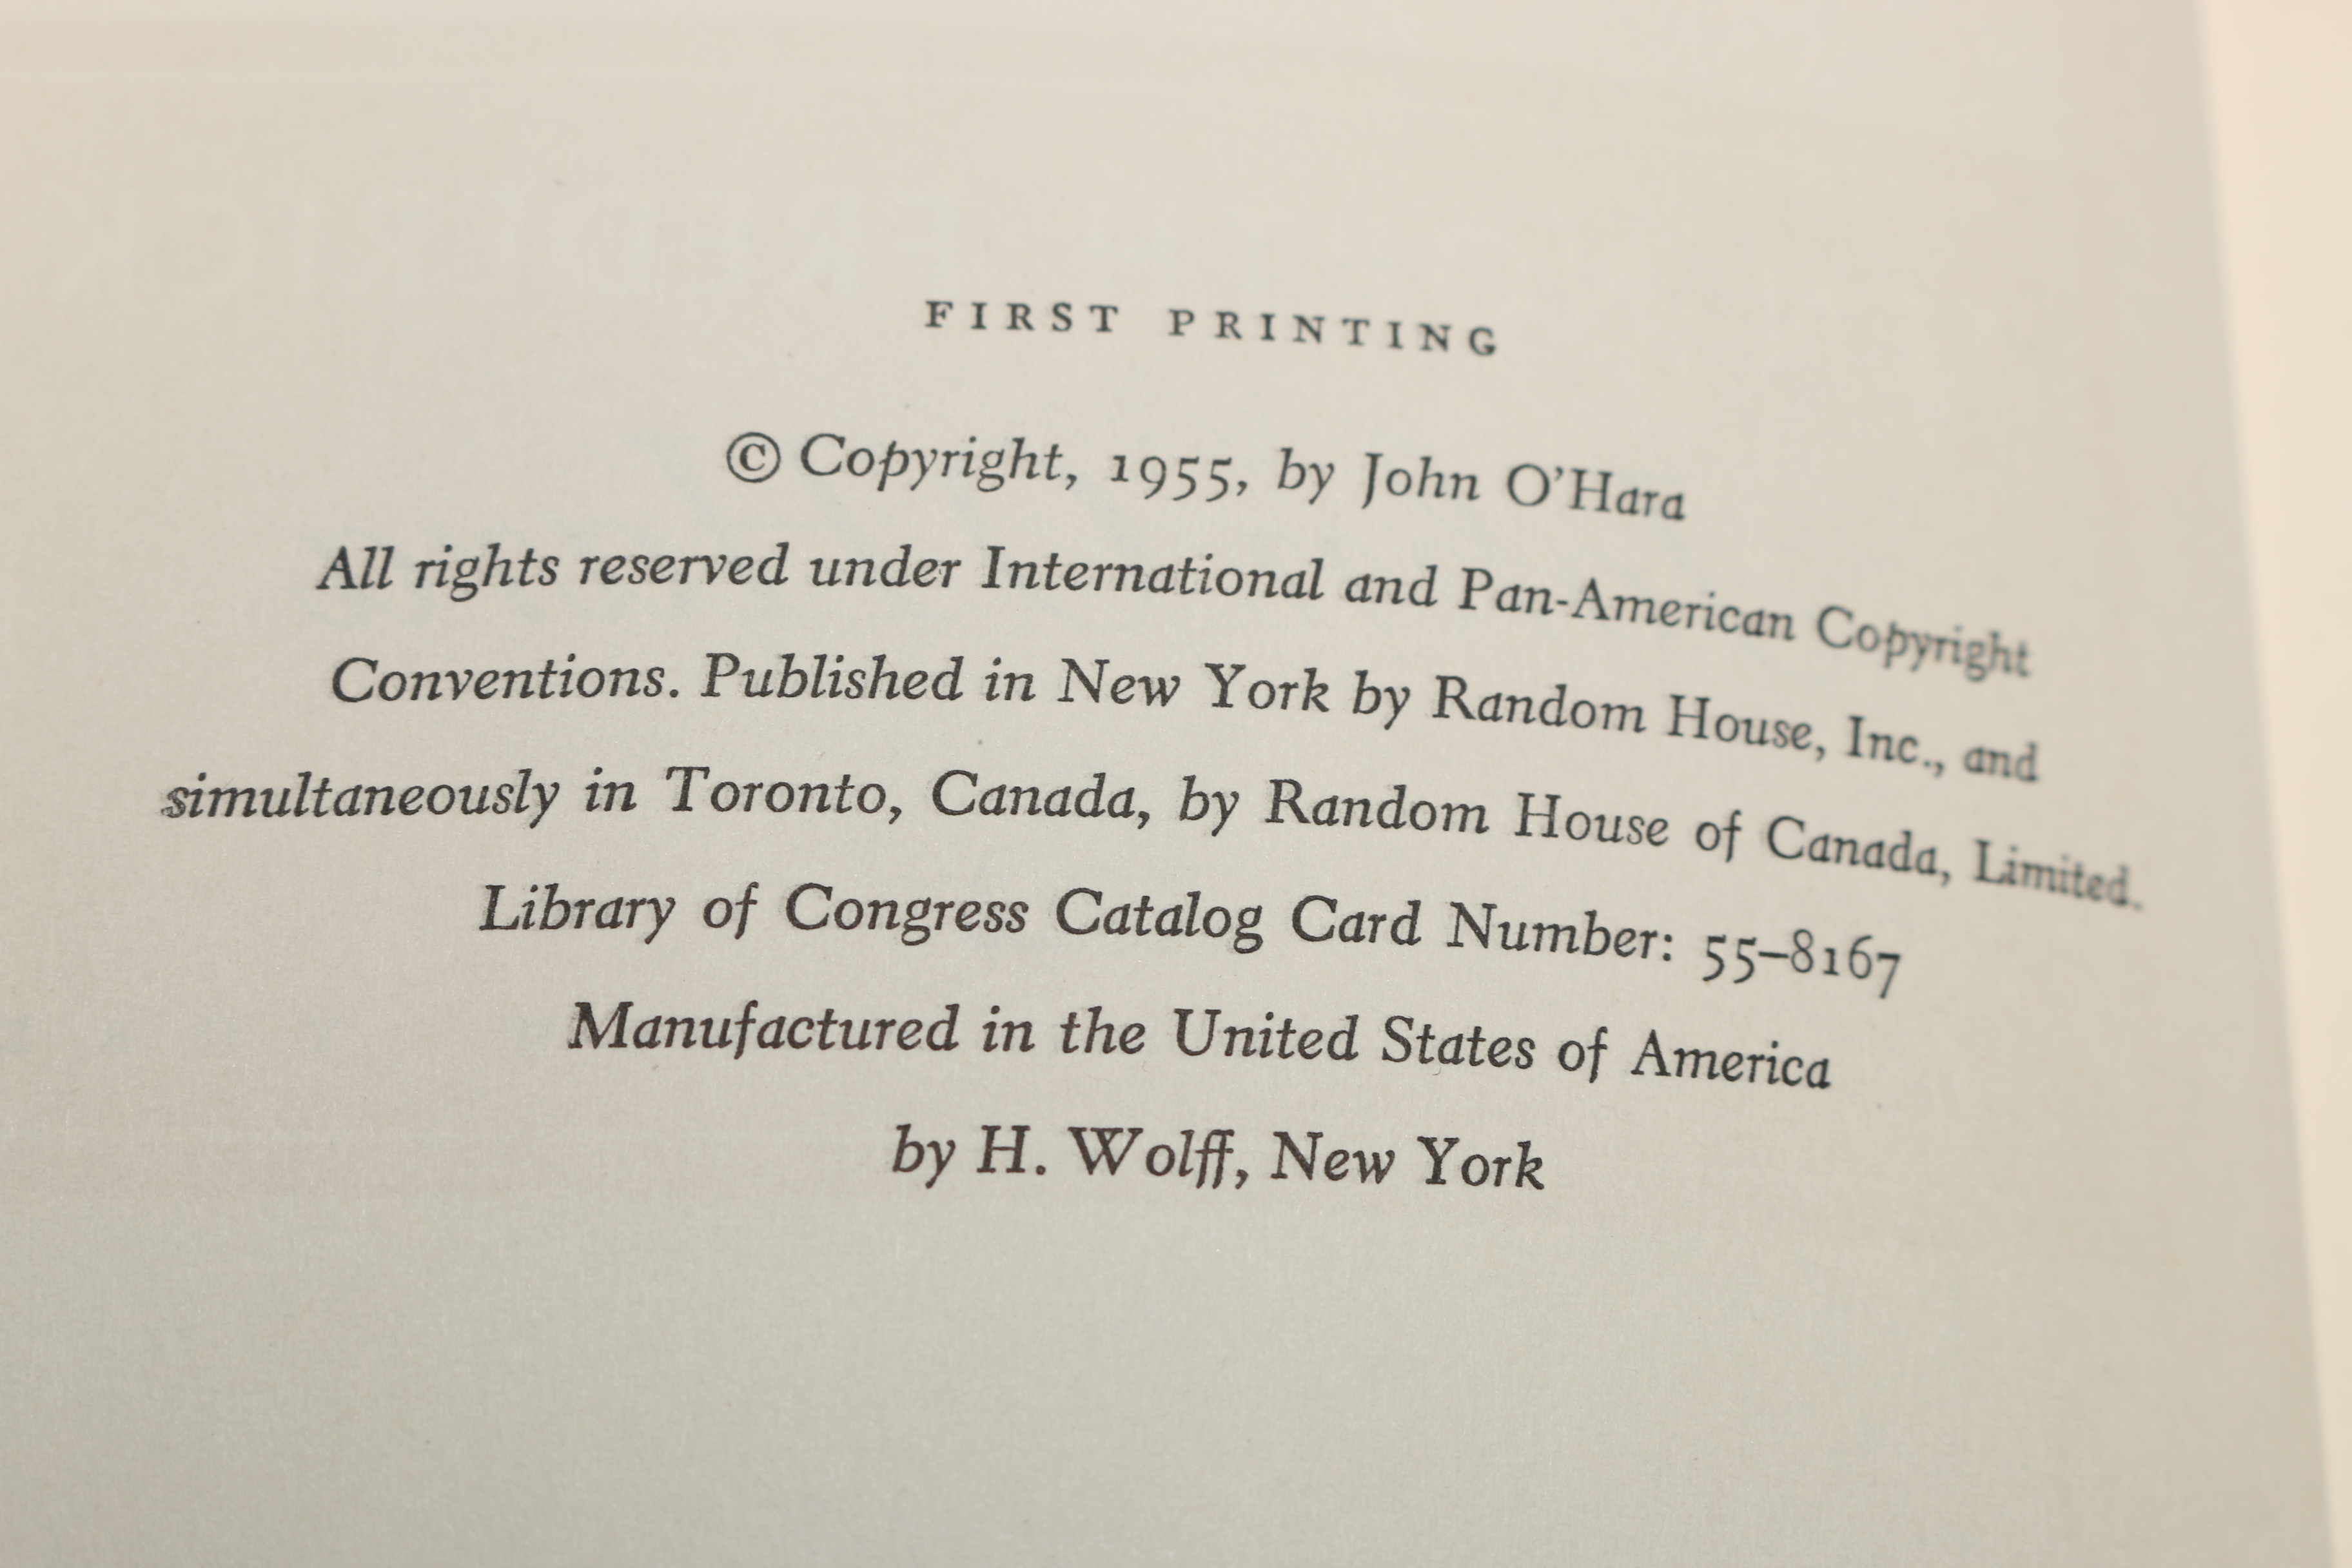 FIRST PRINTING
© Copyright, 1955, by John O'Hara
All rights reserved under International and Pan-American Copyright
Conventions. Published in New York by Random House, Inc., and
simultaneously in Toronto, Canada, by Random House of Canada, Limited.
Library of Congress Catalog Card Number: 55–8167
Manufactured in the United States of America
by H. Wolff, New York